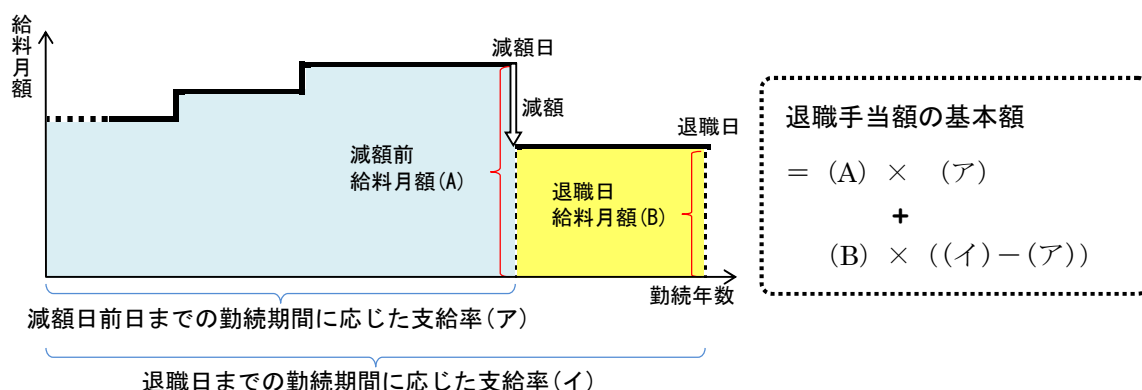 給料月額
減額日
減額
退職日
減額前
給料月額(A)
退職日
給料月額(B)
勤続年数
減額日前日までの勤続期間に応じた支給率(ア)
退職日までの勤続期間に応じた支給率(イ)
退職手当額の基本額
= (A) × (ア)
+
(B) × ((イ)-(ア))